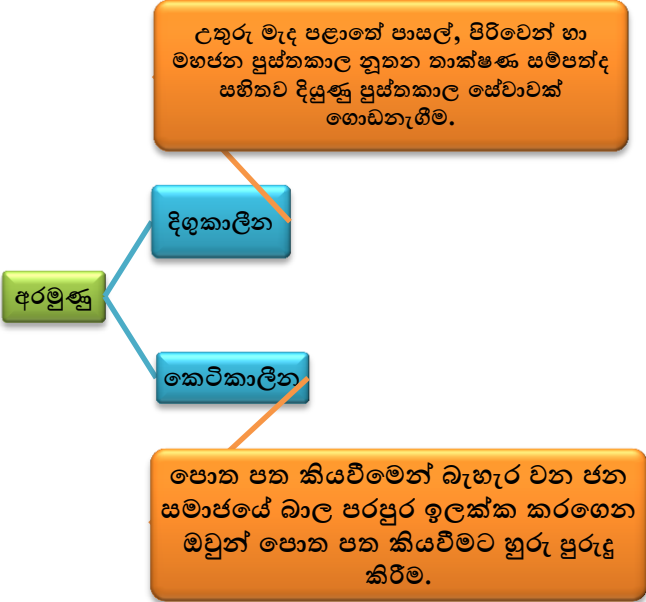 උතුරු මැද පළාතේ පාසල්, පිරිවෙන් හා
මහජන පුස්තකාල නූතන තාක්ෂණ සම්පත්ද
සහිතව දියුණු පුස්තකාල සේවාවක්
ගොඩනැගීම.
දිගුකාලීන
අරමුණු
කෙටිකාලීන
පොත පත කියවීමෙන් බැහැර වන ජන
සමාජයේ බාල පරපුර ඉලක්ක කරගෙන
ඔවුන් පොත පත කියවීමට හුරු පුරුදු
කිරීම.